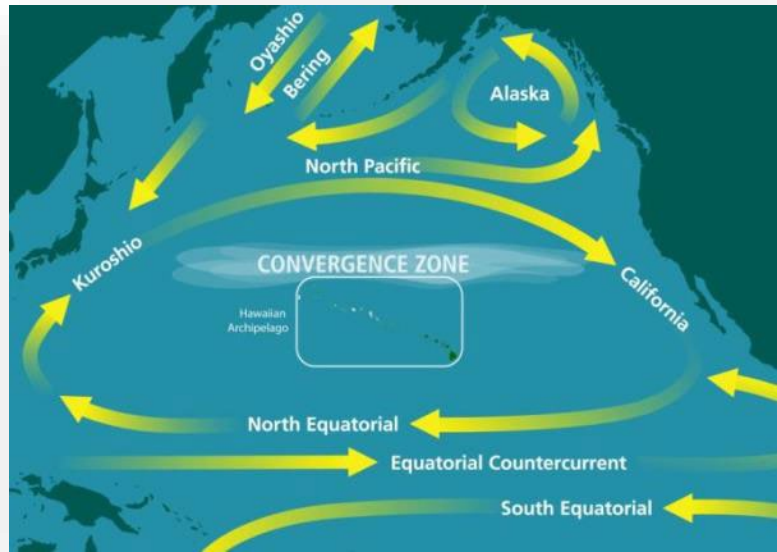 Oyashio
Bering
Alaska
North Pacific
Kuroshio
CONVERGENCE ZONE
California
Hawaiian
Archipelago
North Equatorial
Equatorial Countercurrent
South Equatorial